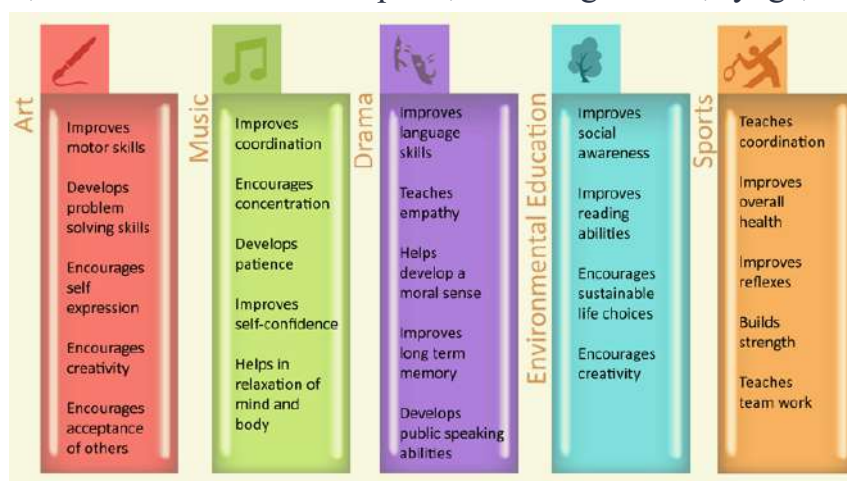 Art
Improves
motor skills
Develops
problem
solving skills
Encourages
self
expression
Encourages
creativity
Encourages
acceptance
of others
Music
Improves
coordination
Encourages
concentration
Develops
patience
Improves
self-confidence
Helps in
relaxation of
mind and
body
Drama
Improves
language
skills
Teaches
empathy
Helps
develop a
moral sense
Improves
long term
memory
Develops
public speaking
abilities
Environmental Education
Improves
social
awareness
Improves
reading
abilities
Encourages
sustainable
life choices
Encourages
creativity
Sports
Teaches
coordination
Improves
overall
health
Improves
reflexes
Builds
strength
Teaches
team work